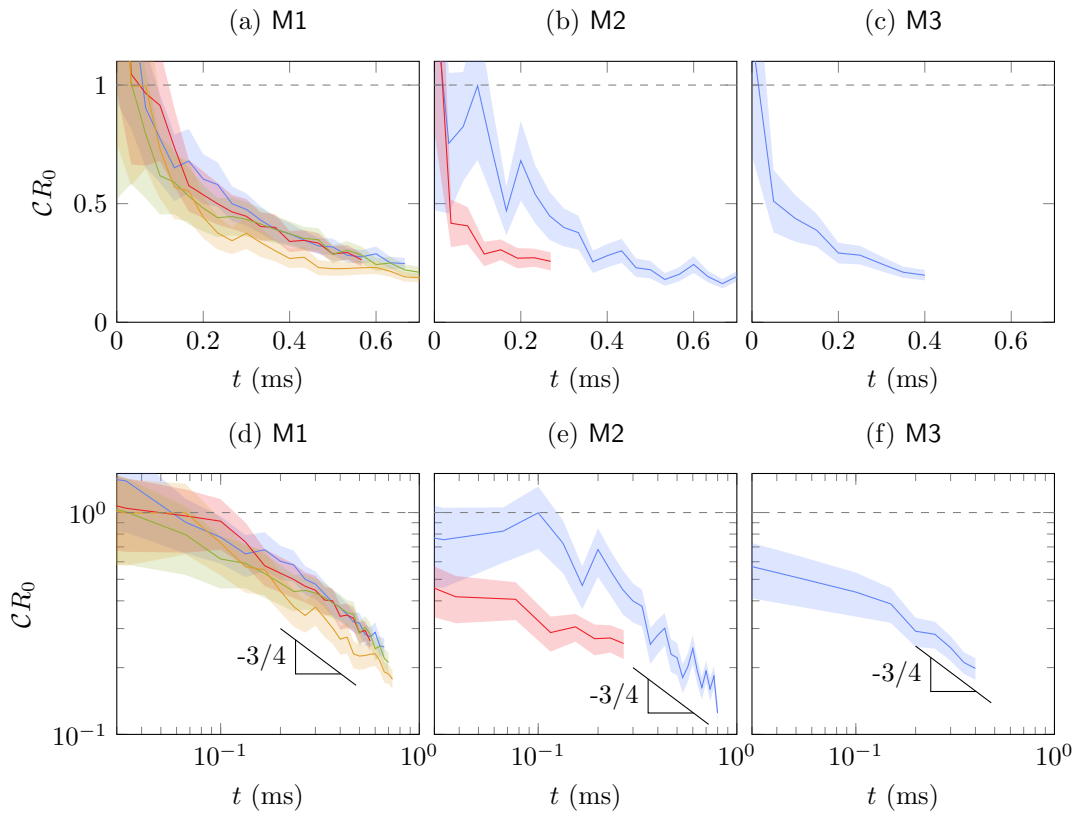 (a) M1
(b) M2
(c) M3
𝒞R₀
1
0.5
0
0 0.2 0.4 0.6
0 0.2 0.4 0.6
0 0.2 0.4 0.6
t (ms)
t (ms)
t (ms)
(d) M1
(e) M2
(f) M3
𝒞R₀
10⁰
10⁻¹
-3/4
-3/4
-3/4
10⁻¹ 10⁰
10⁻¹ 10⁰
10⁻¹ 10⁰
t (ms)
t (ms)
t (ms)